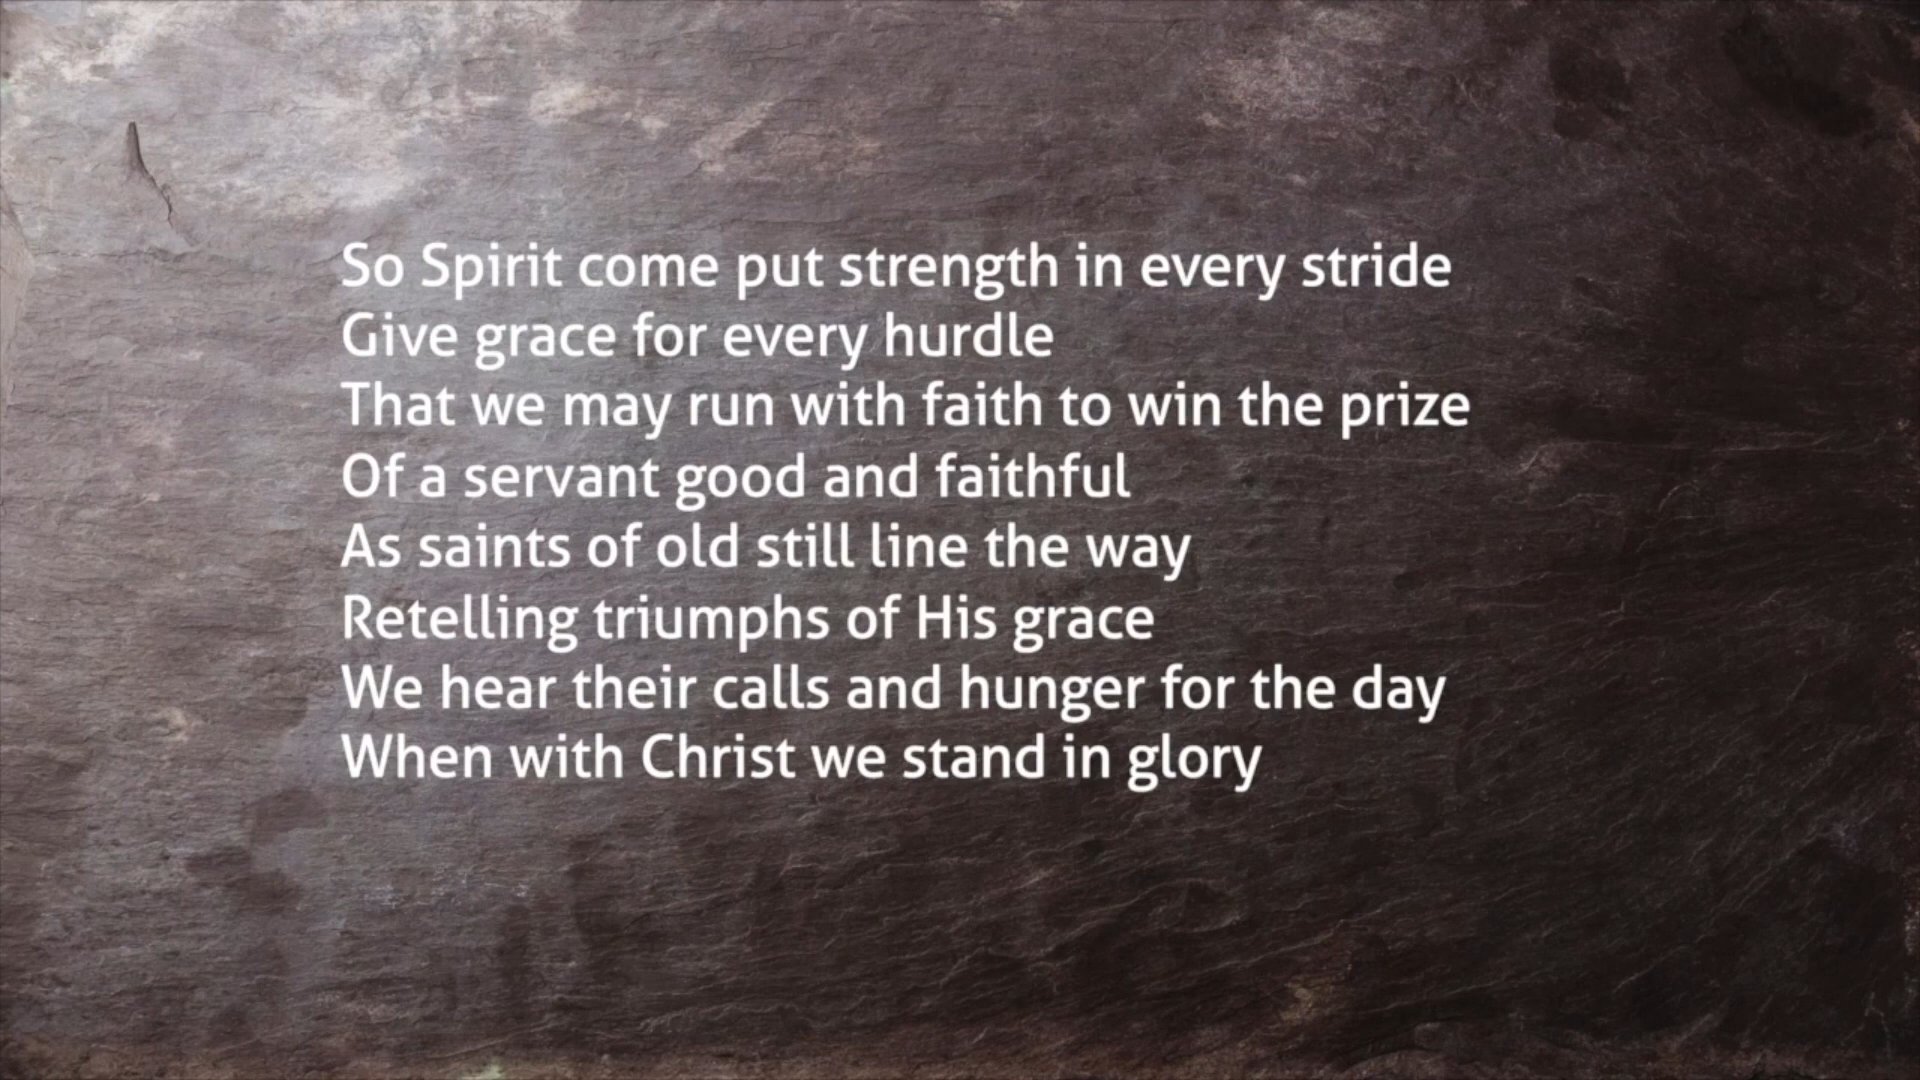 So Spirit come put strength in every stride
Give grace for every hurdle
That we may run with faith to win the prize
Of a servant good and faithful
As saints of old still line the way
Retelling triumphs of His grace
We hear their calls and hunger for the day
When with Christ we stand in glory